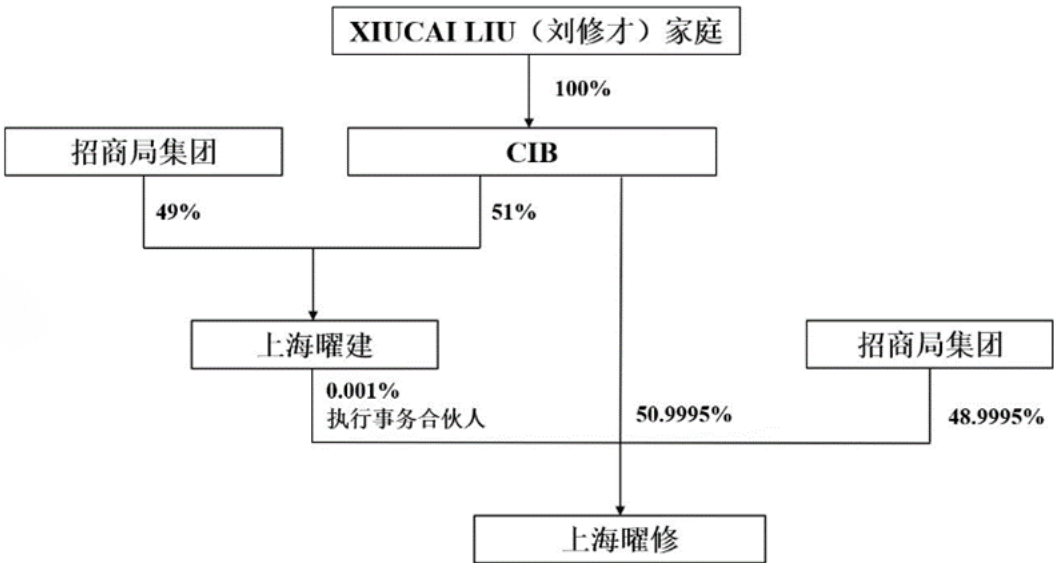 XIUCAI LIU（刘修才）家庭
100%
招商局集团
CIB
49%
51%
上海曜建
招商局集团
0.001%
执行事务合伙人
50.9995%
48.9995%
上海曜修